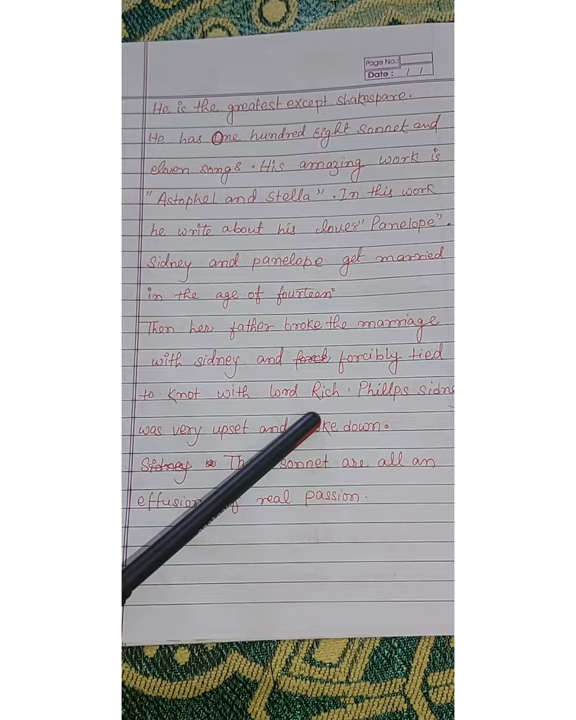 Page No.:
Date : / /
He is the greatest except shakespare.
He has One hundred Eight Sonnet and
eleven songs. His amazing work is
"Astophel and Stella". In this work
he write about his lover "Panelope".
Sidney and panelope get married
in the age of fourteen.
Then her father broke the marriage
with sidney and forcibly tied
to Knot with lord Rich. Phillps
was very upset and down.
Sidney sonnet are all an
real passion.